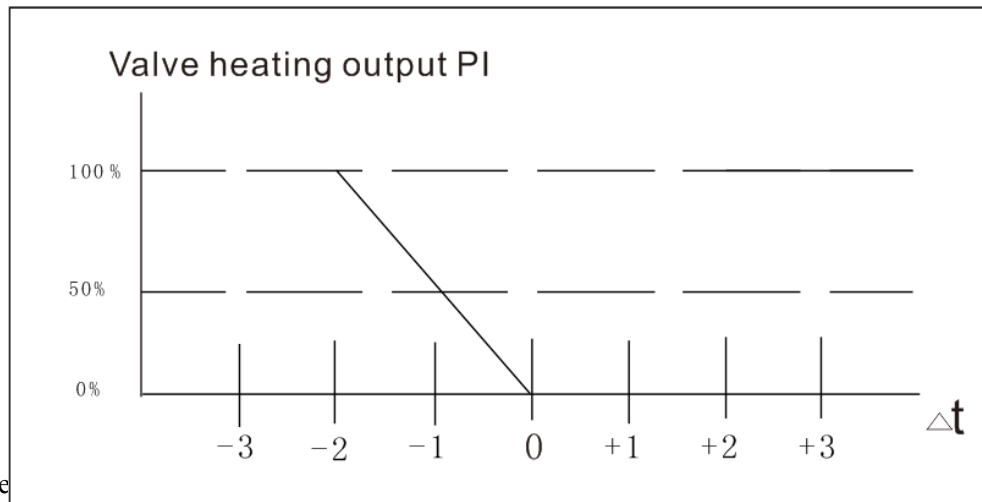 Valve heating output PI
100%
50%
0%
-3 -2 -1 0 +1 +2 +3
△t
e